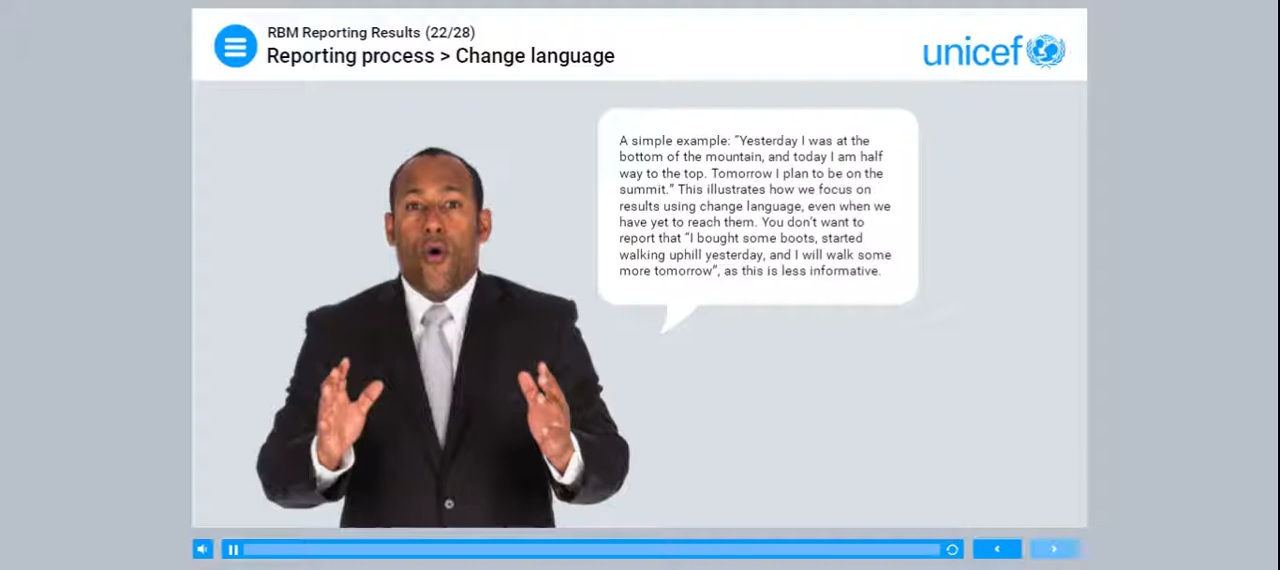 RBM Reporting Results (22/28)
Reporting process > Change language
unicef
A simple example: “Yesterday I was at the
bottom of the mountain, and today I am half
way to the top. Tomorrow I plan to be on the
summit.” This illustrates how we focus on
results using change language, even when we
have yet to reach them. You don’t want to
report that “I bought some boots, started
walking uphill yesterday, and I will walk some
more tomorrow”, as this is less informative.